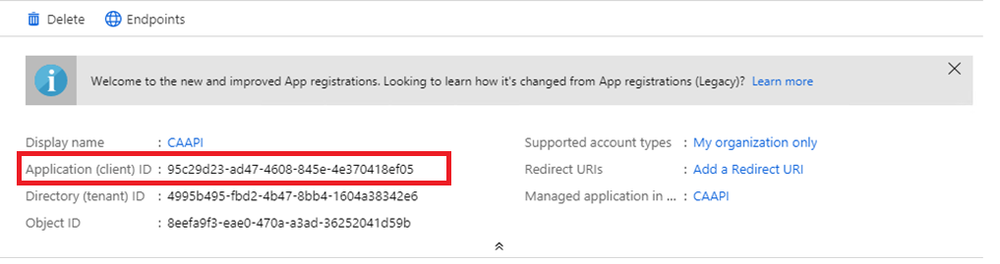 Delete Endpoints
Welcome to the new and improved App registrations. Looking to learn how it's changed from App registrations (Legacy)? Learn more
Display name : CAAPI
Application (client) ID : 95c29d23-ad47-4608-845e-4e370418ef05
Directory (tenant) ID : 4995b495-fbd2-4b47-8bb4-1604a38342e6
Object ID : 8eefa9f3-eae0-470a-a3ad-36252041d59b
Supported account types : My organization only
Redirect URIs : Add a Redirect URI
Managed application in ... : CAAPI